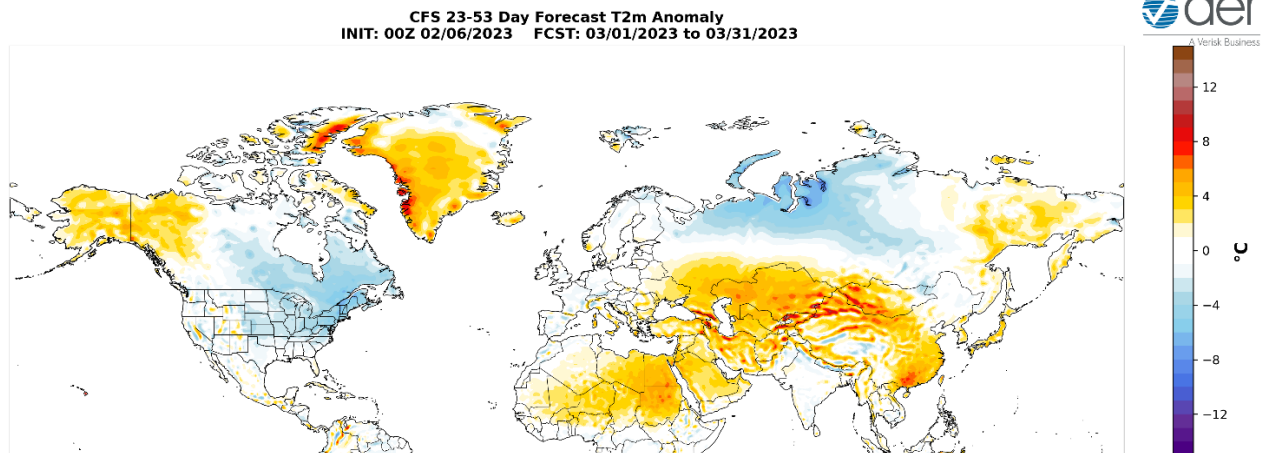 CFS 23-53 Day Forecast T2m Anomaly
INIT: 00Z 02/06/2023 FCST: 03/01/2023 to 03/31/2023
aer
A Verisk Business
12
8
4
0
−4
−8
−12
°C